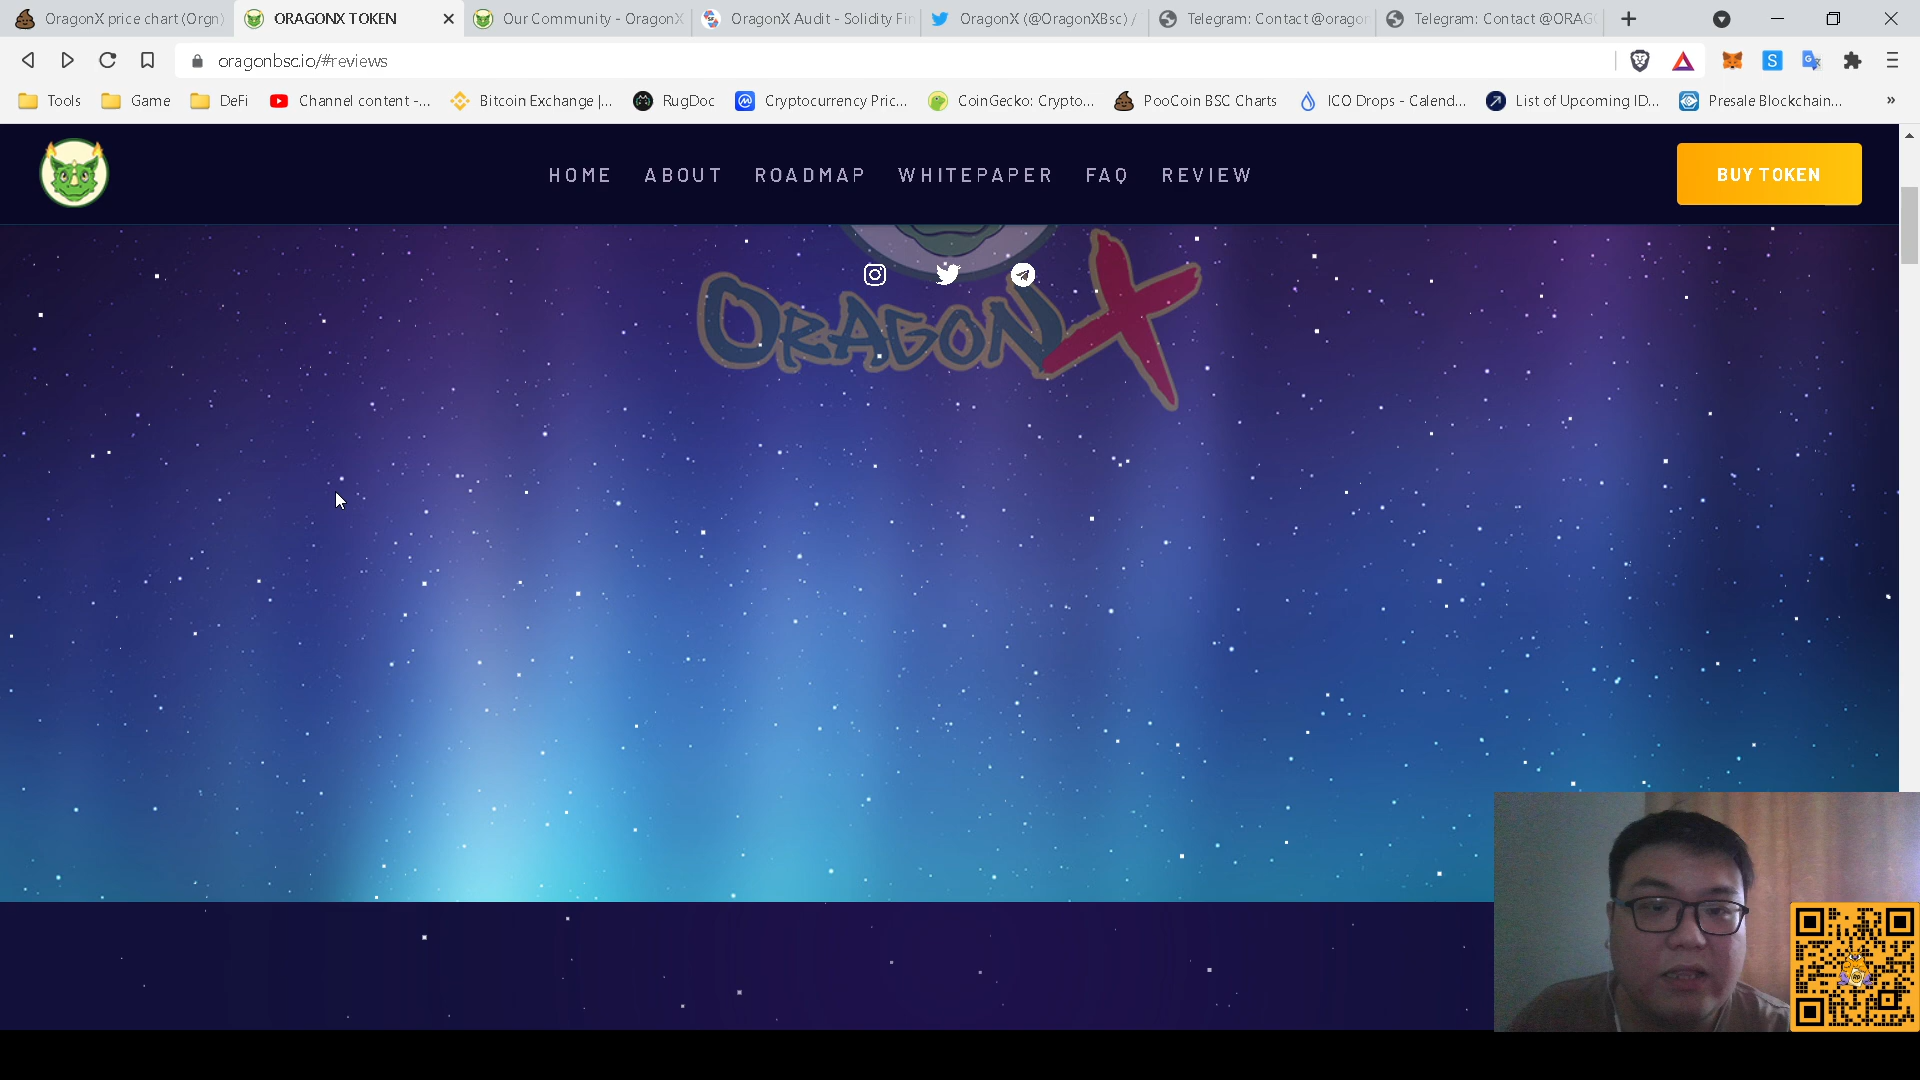 OragonX price chart (Orgn)
ORAGONX TOKEN
Our Community - OragonX
OragonX Audit - Solidity Fin
OragonX (@OragonXBsc) /
Telegram: Contact @oragon
Telegram: Contact @ORAG
oragonbsc.io/#reviews
Tools
Game
DeFi
Channel content -...
Bitcoin Exchange |...
RugDoc
Cryptocurrency Pric...
CoinGecko: Crypto...
PooCoin BSC Charts
ICO Drops - Calend...
List of Upcoming ID...
Presale Blockchain...
»
HOME
ABOUT
ROADMAP
WHITEPAPER
FAQ
REVIEW
BUY TOKEN
ORAGONX